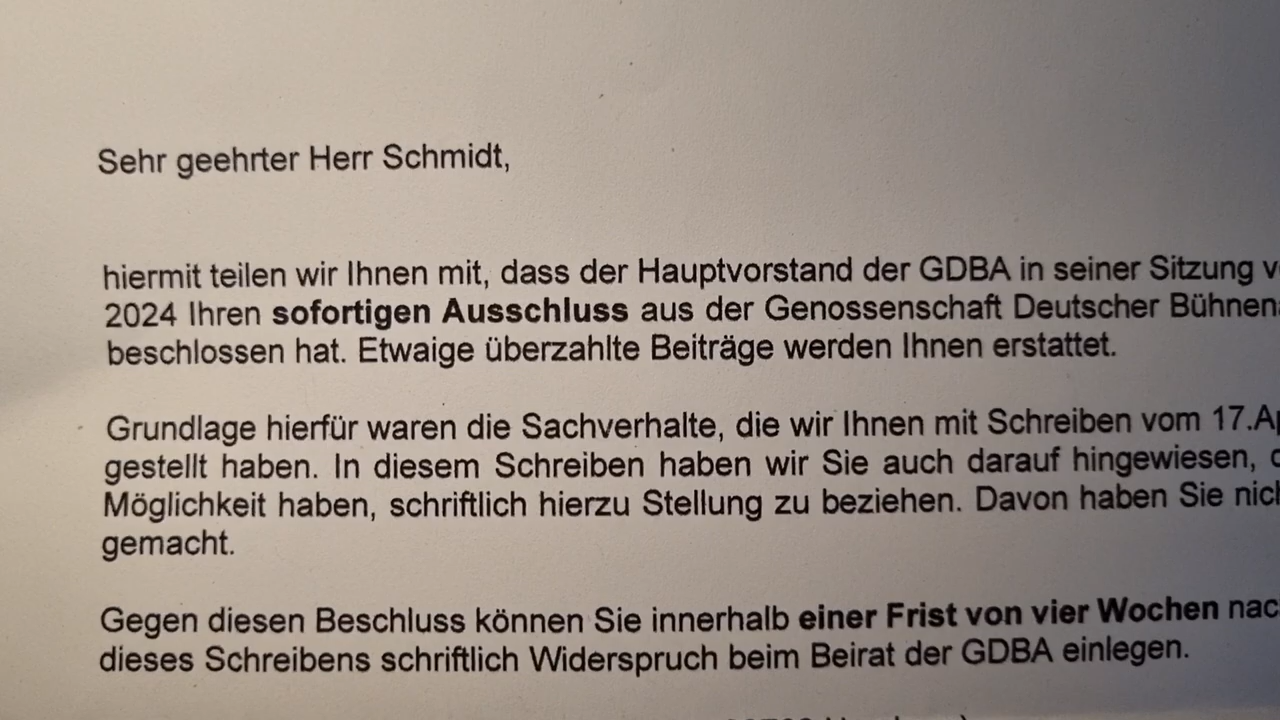 Sehr geehrter Herr Schmidt,
hiermit teilen wir Ihnen mit, dass der Hauptvorstand der GDBA in seiner Sitzung
2024 Ihren sofortigen Ausschluss aus der Genossenschaft Deutscher
beschlossen hat. Etwaige überzahlte Beiträge werden Ihnen erstattet.
Grundlage hierfür waren die Sachverhalte, die wir Ihnen mit Schreiben vom 17.
gestellt haben. In diesem Schreiben haben wir Sie auch darauf hingewiesen,
Möglichkeit haben, schriftlich hierzu Stellung zu beziehen. Davon haben Sie
gemacht.
Gegen diesen Beschluss können Sie innerhalb einer Frist von vier Wochen
dieses Schreibens schriftlich Widerspruch beim Beirat der GDBA einlegen.